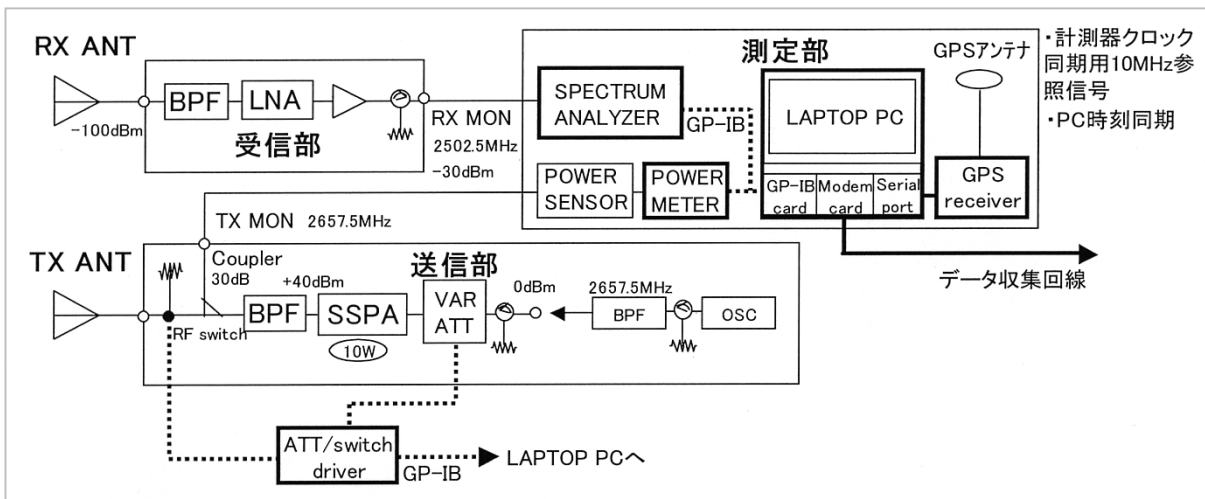 RX ANT
BPF
LNA
-100dBm
受信部
RX MON
2502.5MHz
-30dBm
測定部
SPECTRUM
ANALYZER
GP-IB
POWER
SENSOR
POWER
METER
LAPTOP PC
GP-IB
card
Modem
card
Serial
port
GPSアンテナ
GPS
receiver
・計測器クロック
同期用10MHz参
照信号
・PC時刻同期
データ収集回線
TX MON 2657.5MHz
TX ANT
Coupler
30dB
RF switch
BPF
+40dBm
SSPA
10W
送信部
VAR
ATT
0dBm
2657.5MHz
BPF
OSC
ATT/switch
driver
GP-IB
LAPTOP PCへ